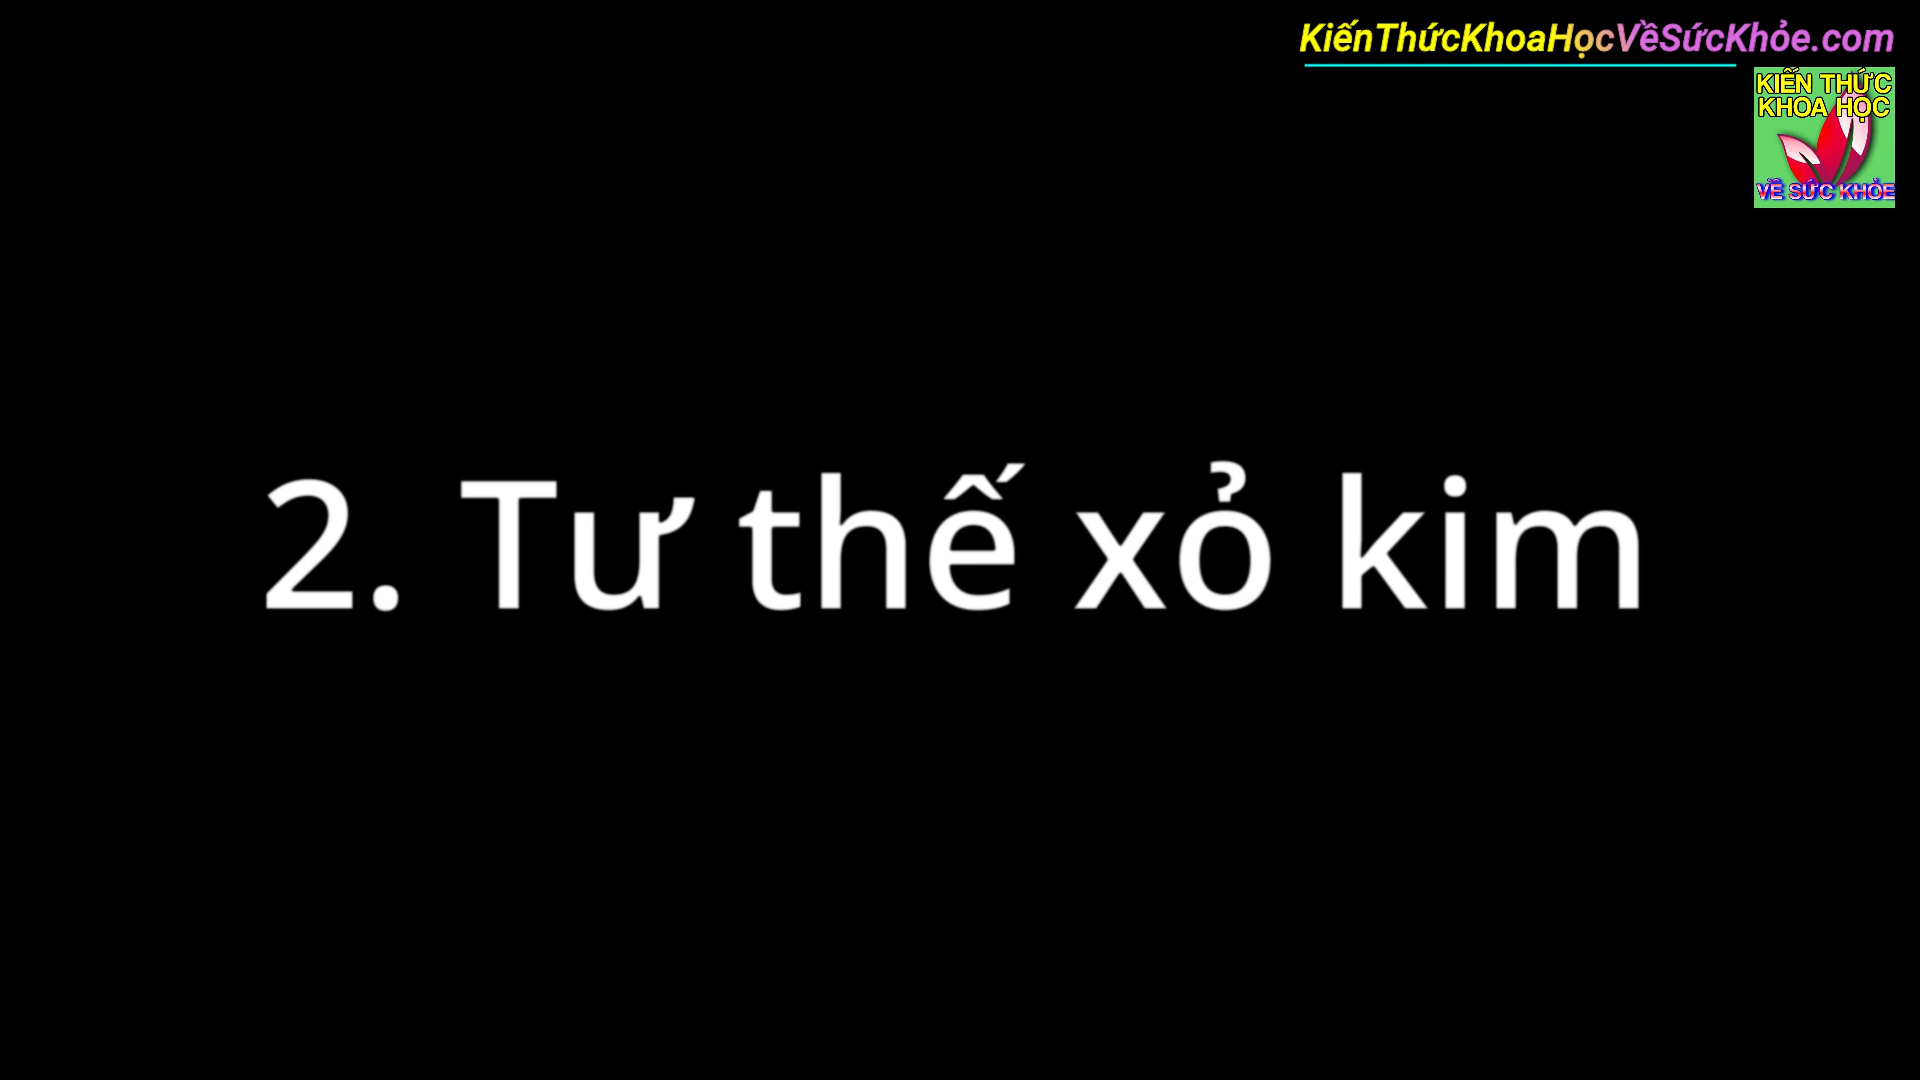 KiếnThứcKhoaHọcVềSứcKhỏe.com
KIẾN THỨC
KHOA HỌC
VỀ SỨC KHỎE
2. Tư thế xỏ kim